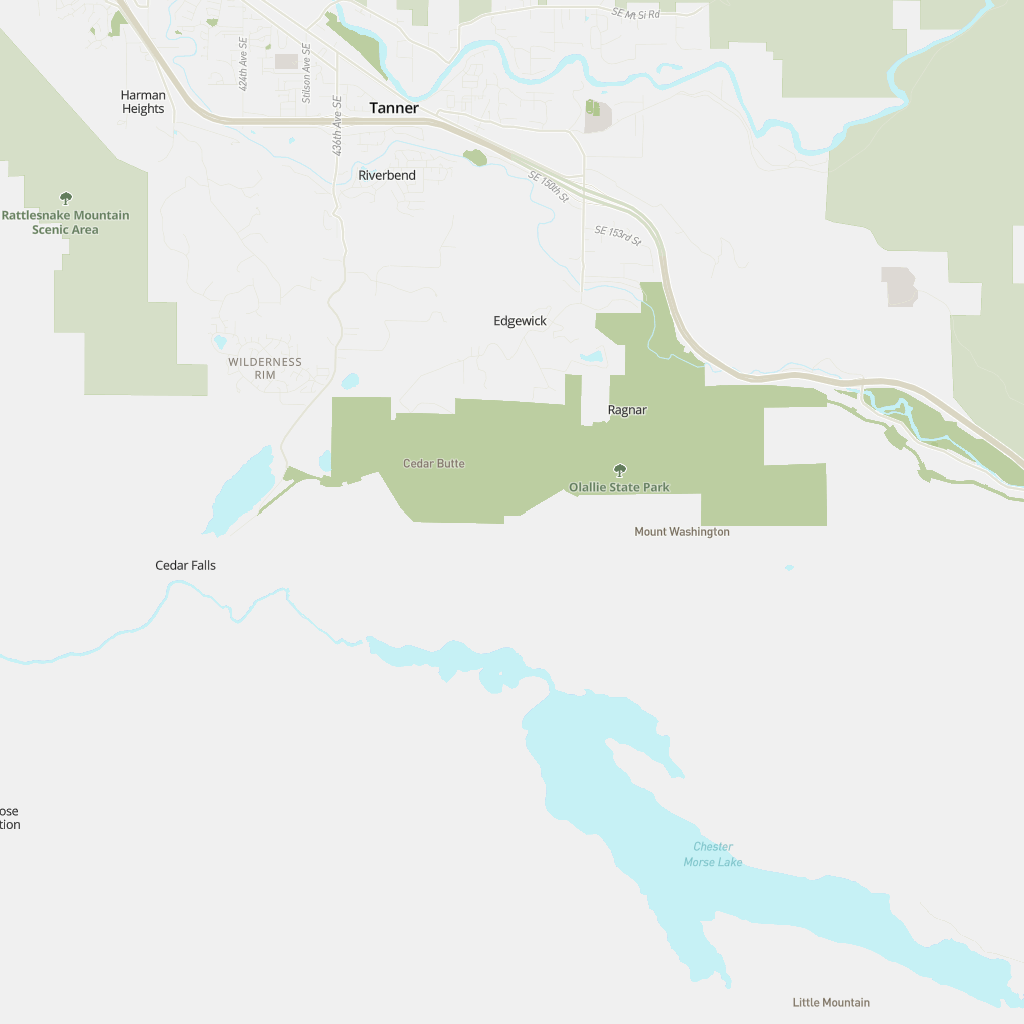 SE Mt Si Rd
424th Ave SE
Stilson Ave SE
436th Ave SE
Harman
Heights
Tanner
Riverbend
SE 150th St
SE 153rd St
Rattlesnake Mountain
Scenic Area
Edgewick
WILDERNESS
RIM
Ragnar
Cedar Butte
Olallie State Park
Mount Washington
Cedar Falls
ose
tion
Chester
Morse Lake
Little Mountain